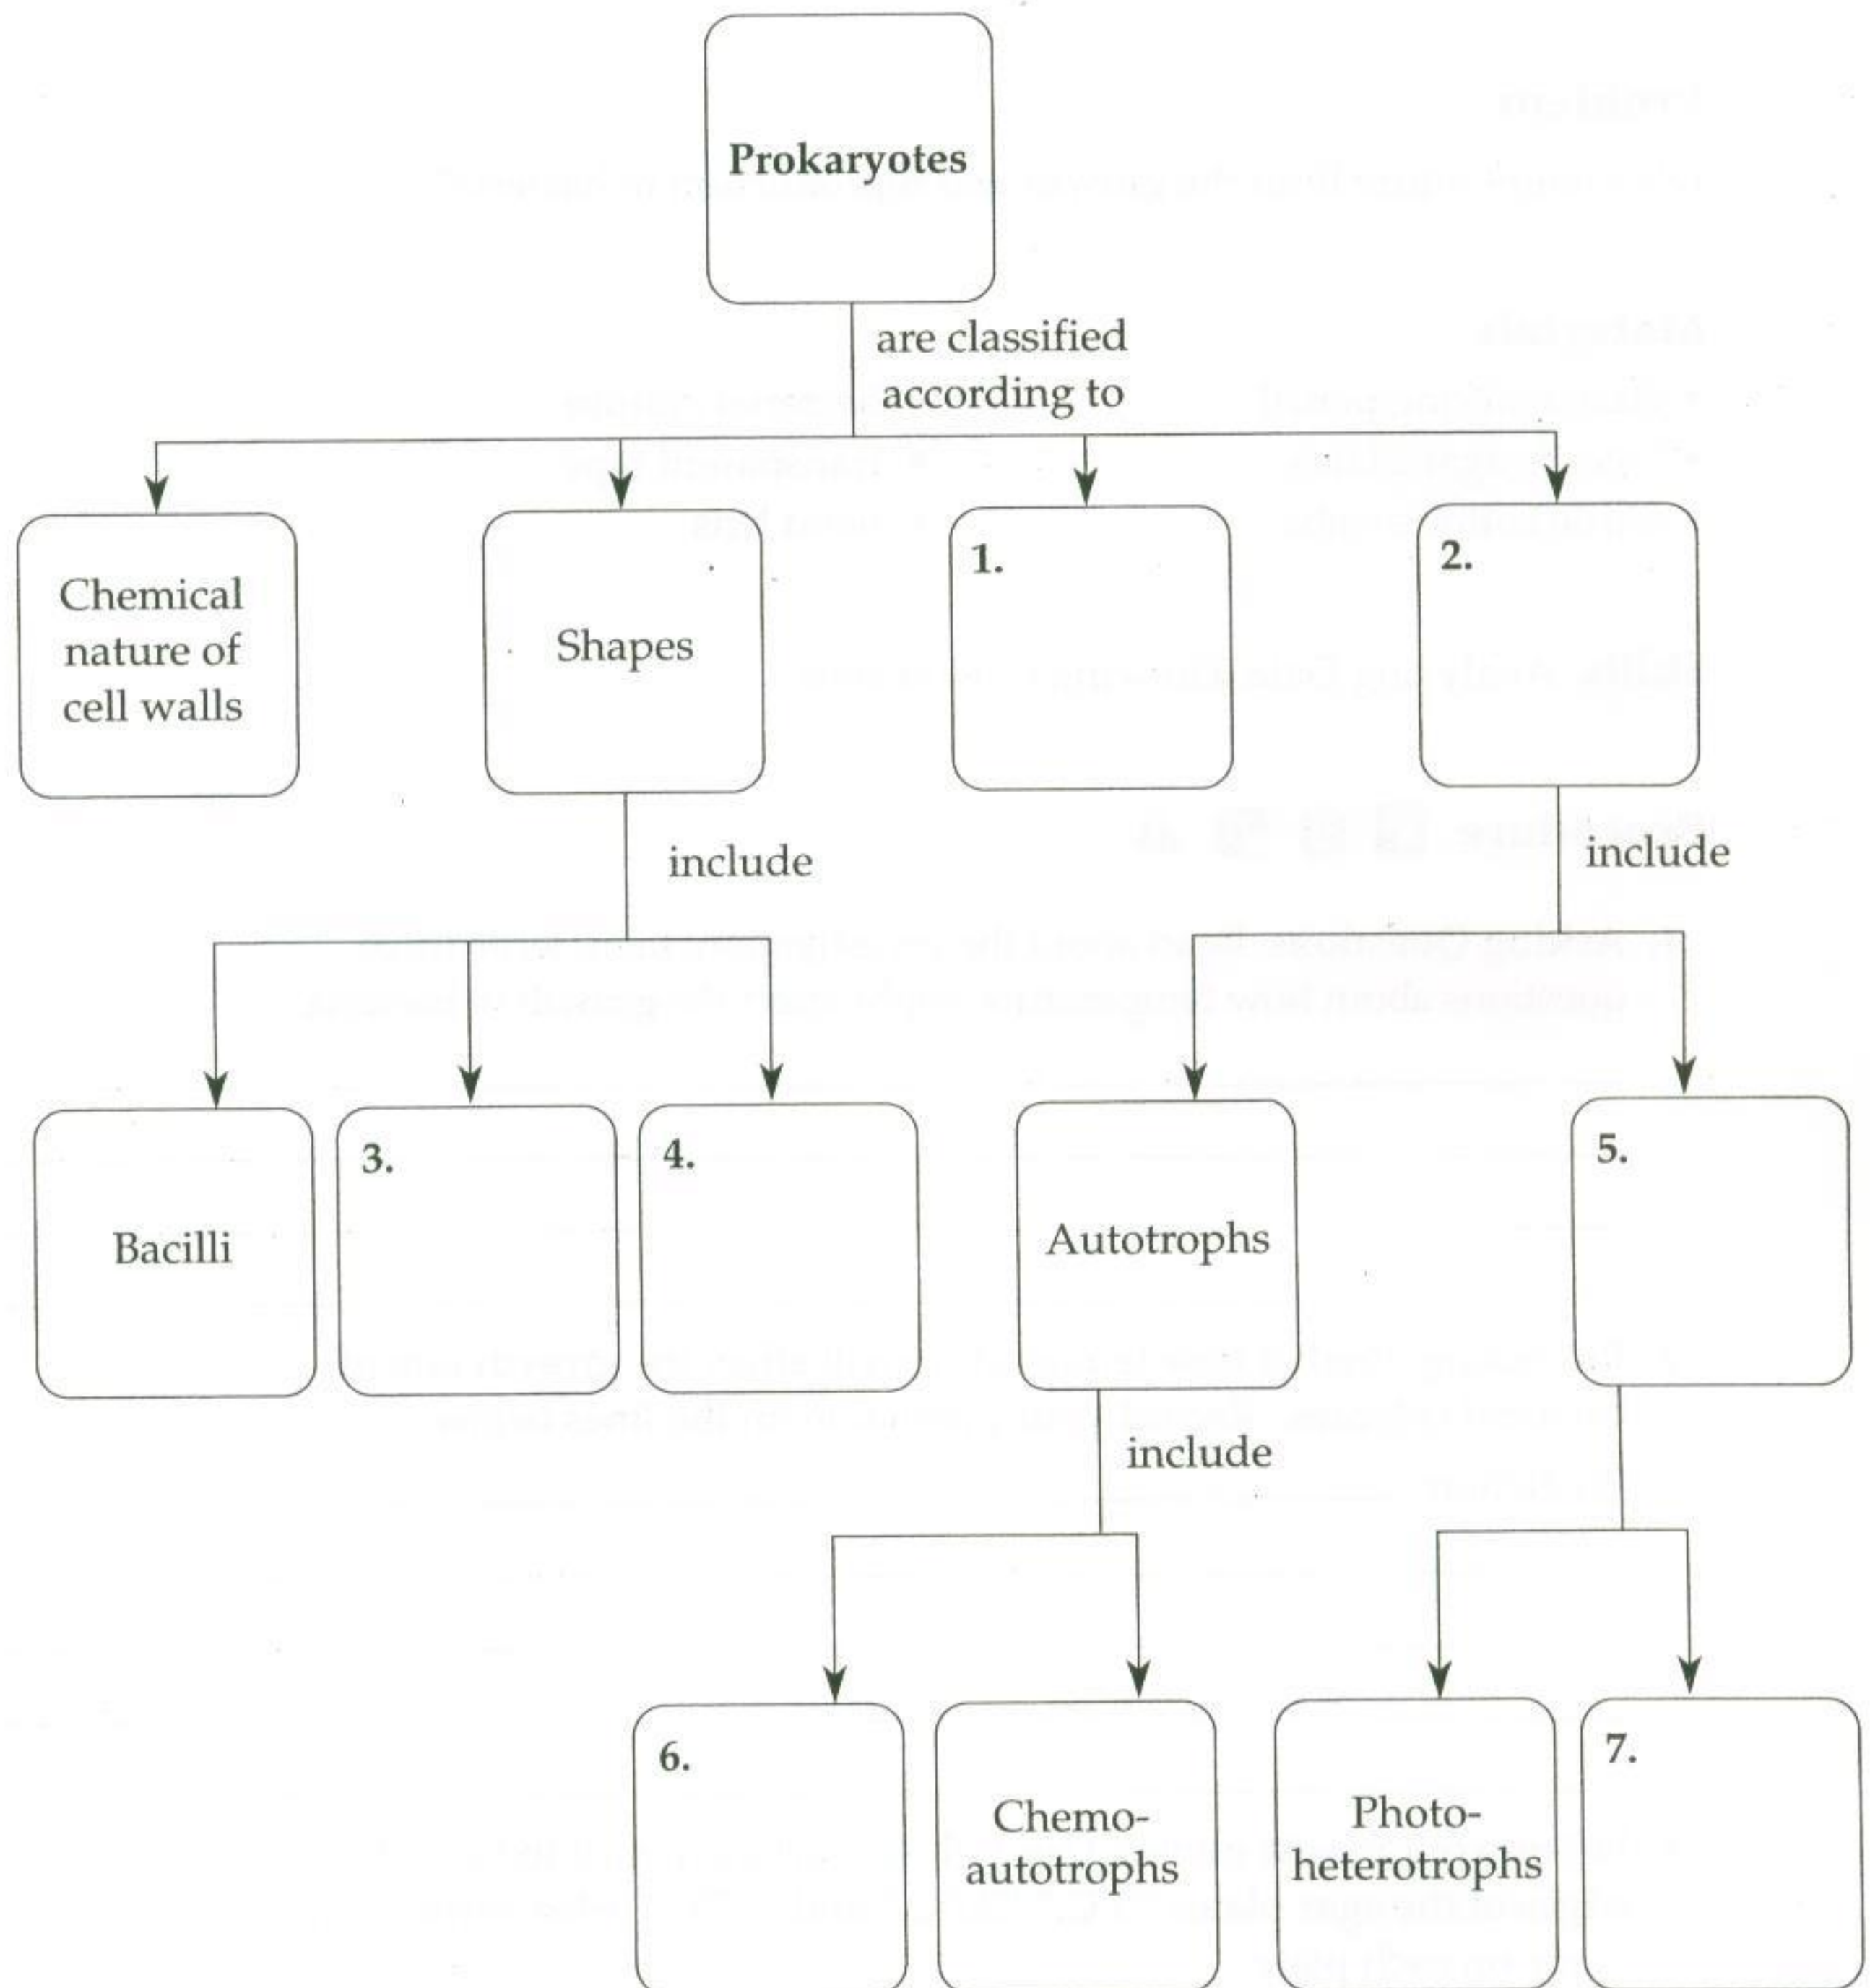 Prokaryotes
are classified
according to
Chemical
nature of
cell walls
Shapes
1.
2.
include
include
Bacilli
3.
4.
Autotrophs
5.
include
6.
Chemo-
autotrophs
Photo-
heterotrophs
7.